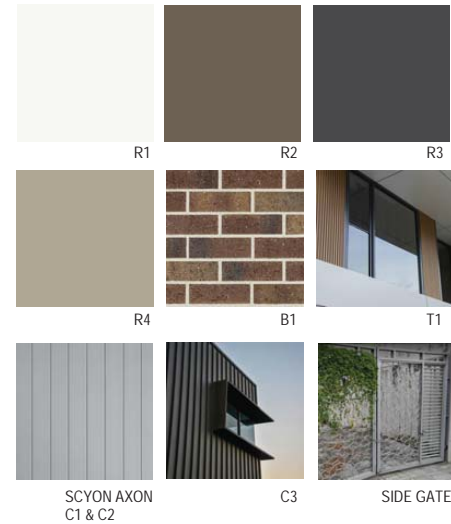 R1
R2
R3
R4
B1
T1
SCYON AXON
C1 & C2
C3
SIDE GATE